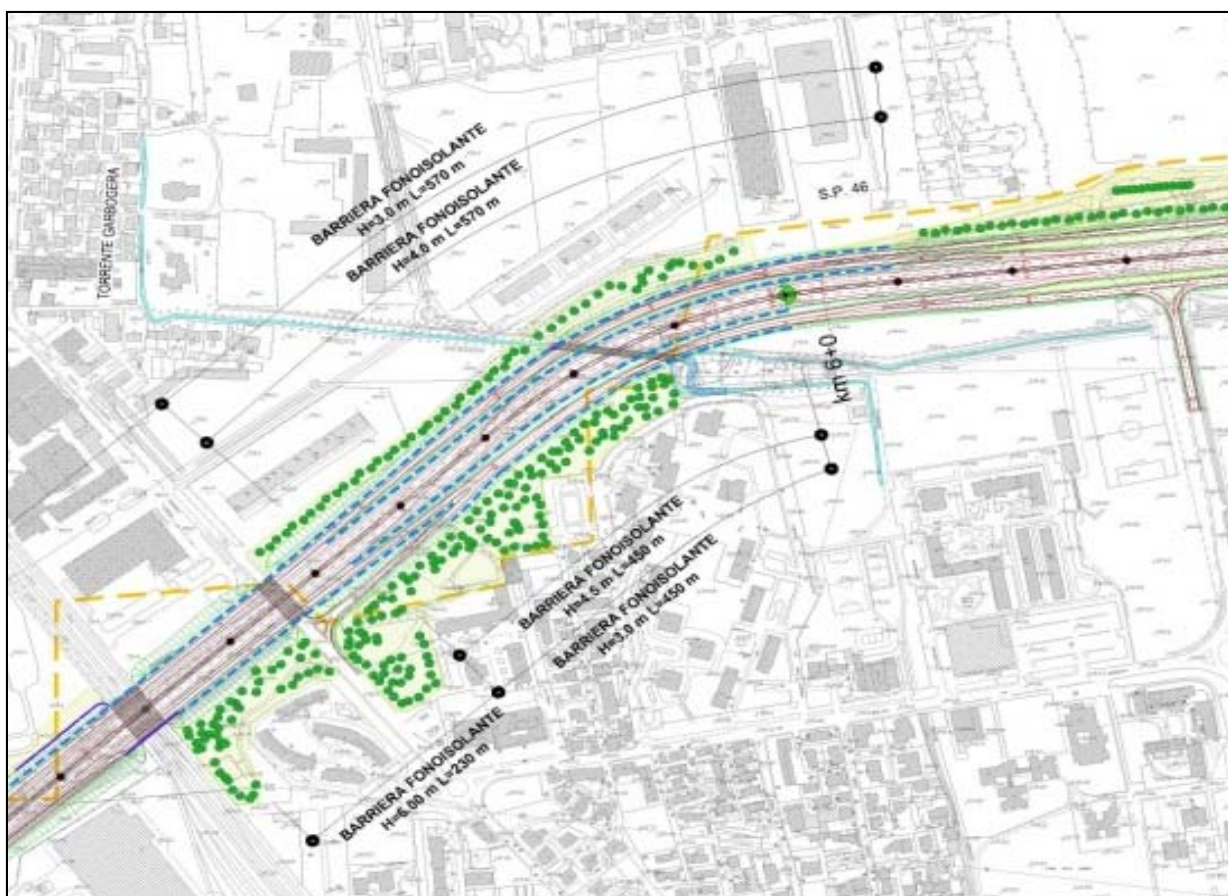 BARRIERA FONOISOLANTE
H=3.0 m L=570 m
BARRIERA FONOISOLANTE
H=4.0 m L=570 m
TORRENTE GARBOGERA
S.P. 46
km 6+0
BARRIERA FONOISOLANTE
H=4.5 m L=450 m
BARRIERA FONOISOLANTE
H=3.0 m L=450 m
BARRIERA FONOISOLANTE
H=6.00 m L=230 m